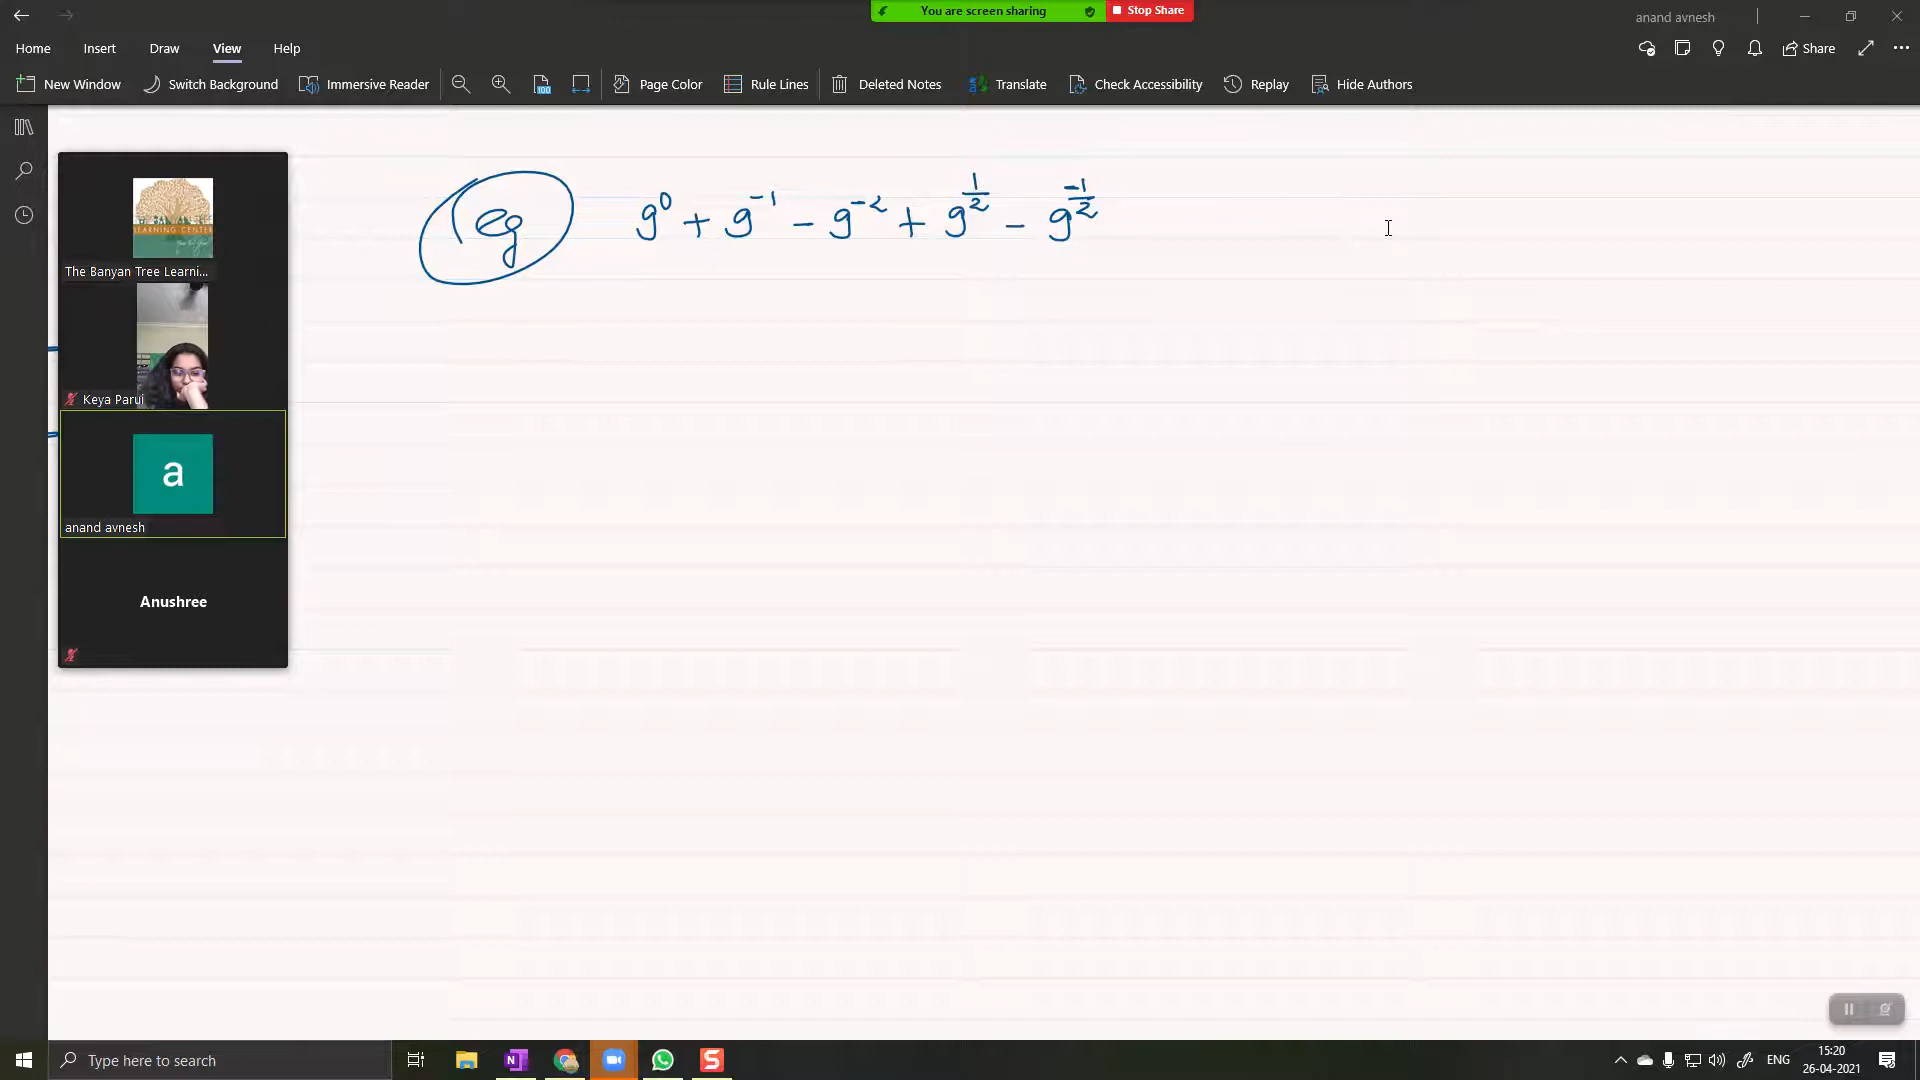 You are screen sharing Stop Share
anand avnesh
Home Insert Draw View Help
Share
New Window Switch Background Immersive Reader 100 Page Color Rule Lines Deleted Notes Translate Check Accessibility Replay Hide Authors
eg 9⁰ + 9⁻¹ − 9⁻² + 9^(1/2) − 9^(-1/2)
LEARNING CENTER
The Banyan Tree Learni...
Keya Parui
a
anand avnesh
Anushree
Type here to search
ENG
15:20
26-04-2021